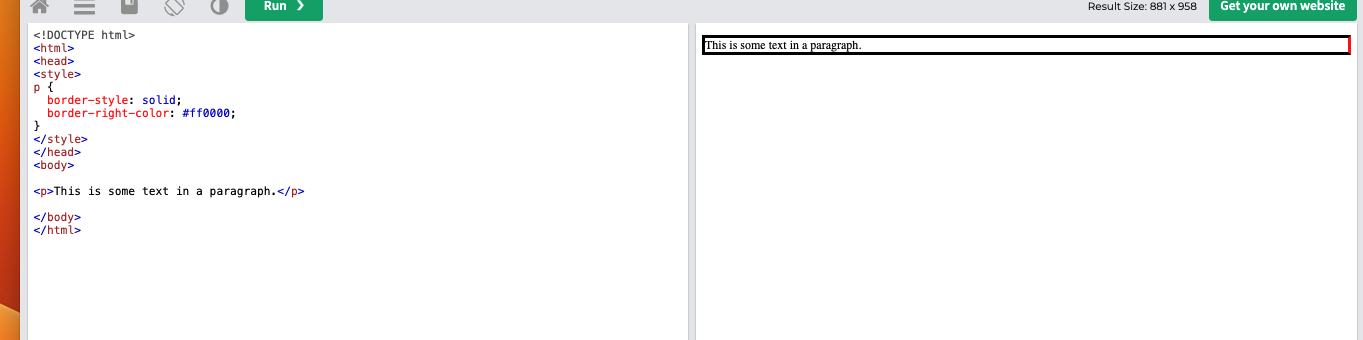 Run ❯
Result Size: 881 x 958
Get your own website
<!DOCTYPE html>
<html>
<head>
<style>
p {
  border-style: solid;
  border-right-color: #ff0000;
}
</style>
</head>
<body>
<p>This is some text in a paragraph.</p>
</body>
</html>
This is some text in a paragraph.